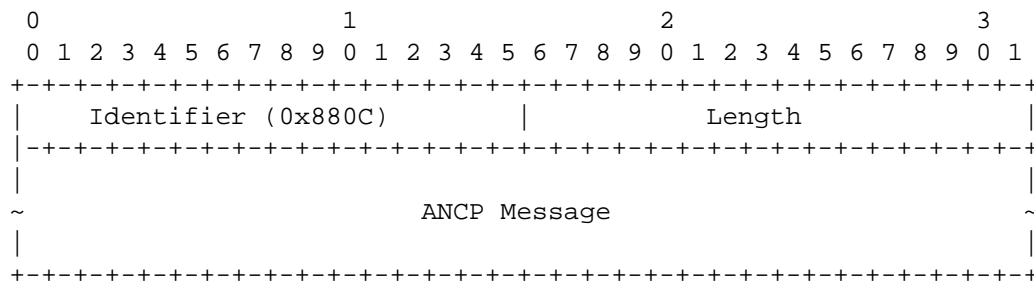 0                   1                   2                   3
 0 1 2 3 4 5 6 7 8 9 0 1 2 3 4 5 6 7 8 9 0 1 2 3 4 5 6 7 8 9 0 1
+-+-+-+-+-+-+-+-+-+-+-+-+-+-+-+-+-+-+-+-+-+-+-+-+-+-+-+-+-+-+-+-+
|    Identifier (0x880C)        |           Length              |
|-+-+-+-+-+-+-+-+-+-+-+-+-+-+-+-+-+-+-+-+-+-+-+-+-+-+-+-+-+-+-+-+
|                                                               |
~                         ANCP Message                          ~
|                                                               |
+-+-+-+-+-+-+-+-+-+-+-+-+-+-+-+-+-+-+-+-+-+-+-+-+-+-+-+-+-+-+-+-+